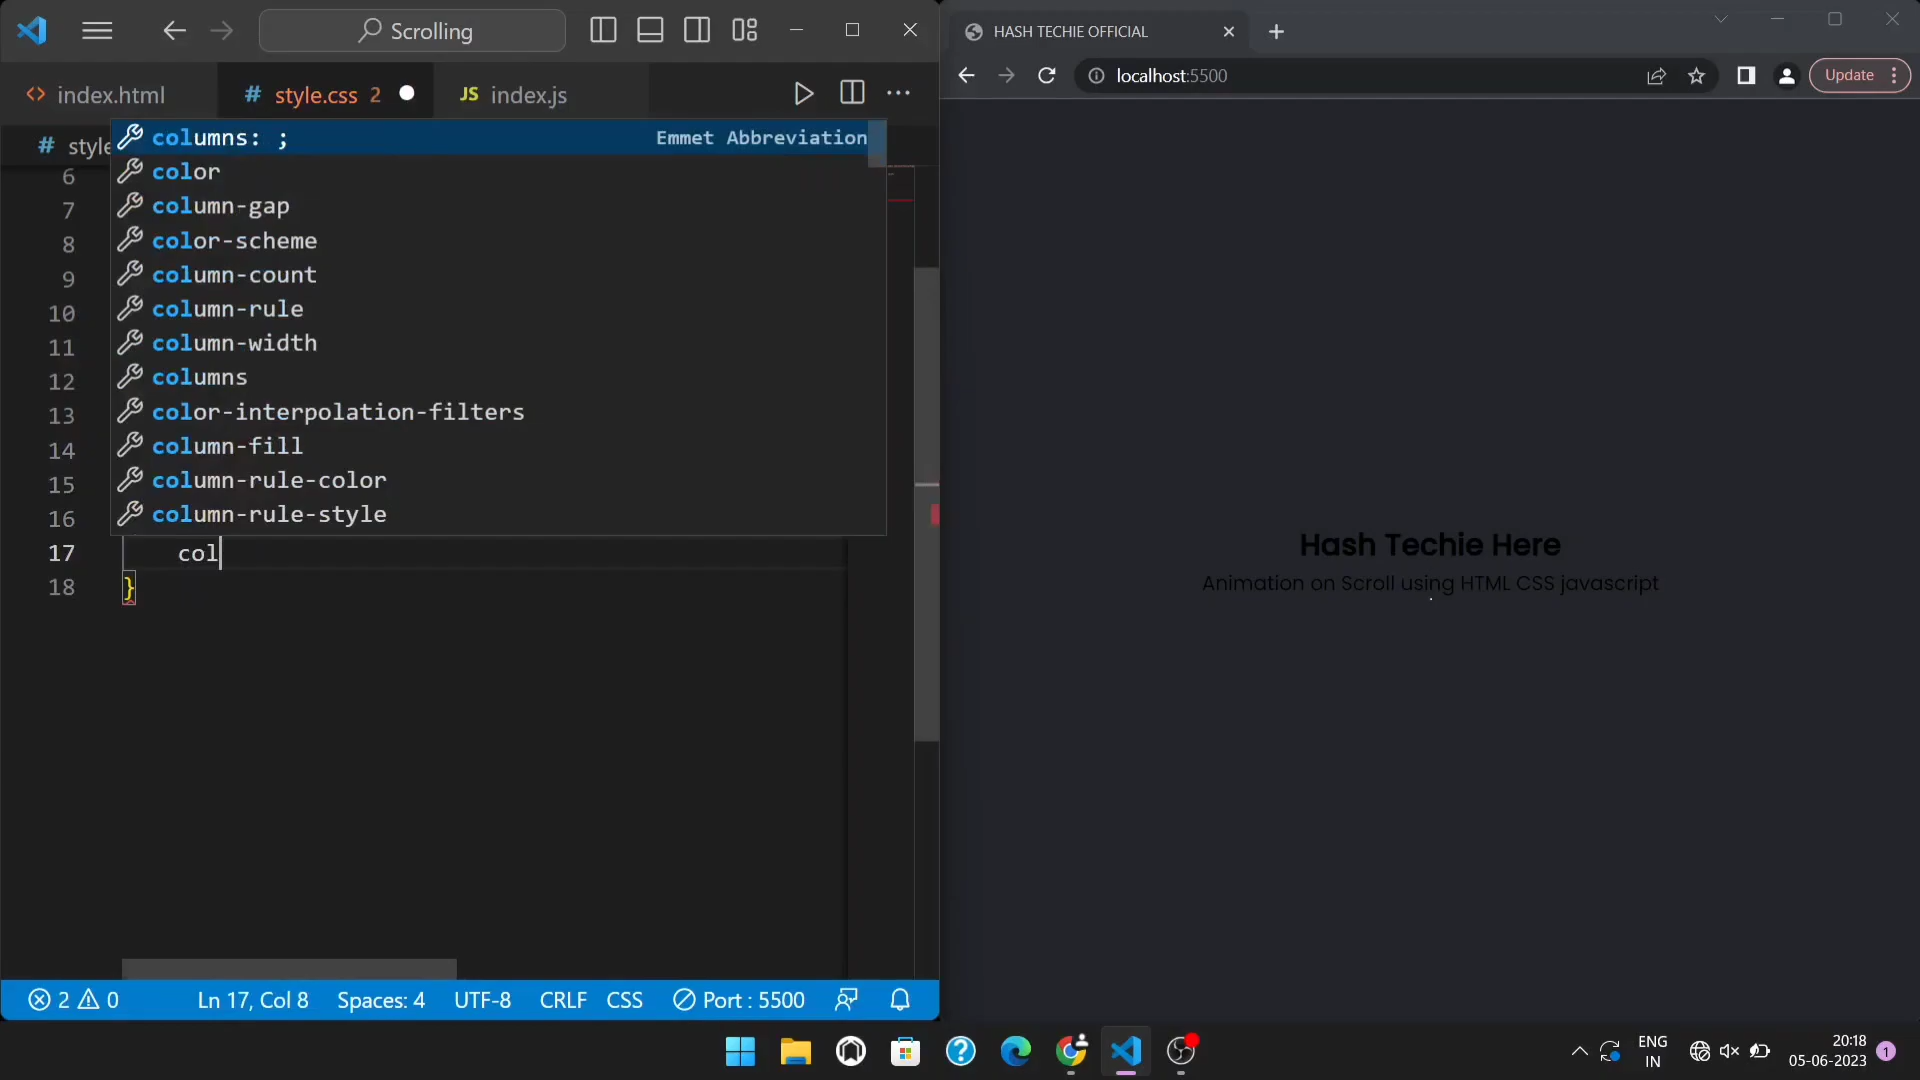 Scrolling
index.html
# style.css 2
JS index.js
# style
columns: ; Emmet Abbreviation
color
column-gap
color-scheme
column-count
column-rule
column-width
columns
color-interpolation-filters
column-fill
column-rule-color
column-rule-style
6
7
8
9
10
11
12
13
14
15
16
17 col
18 }
2 0 Ln 17, Col 8 Spaces: 4 UTF-8 CRLF CSS Port : 5500
HASH TECHIE OFFICIAL
localhost:5500
Update
Hash Techie Here
Animation on Scroll using HTML CSS javascript
ENG
IN
20:18
05-06-2023
1